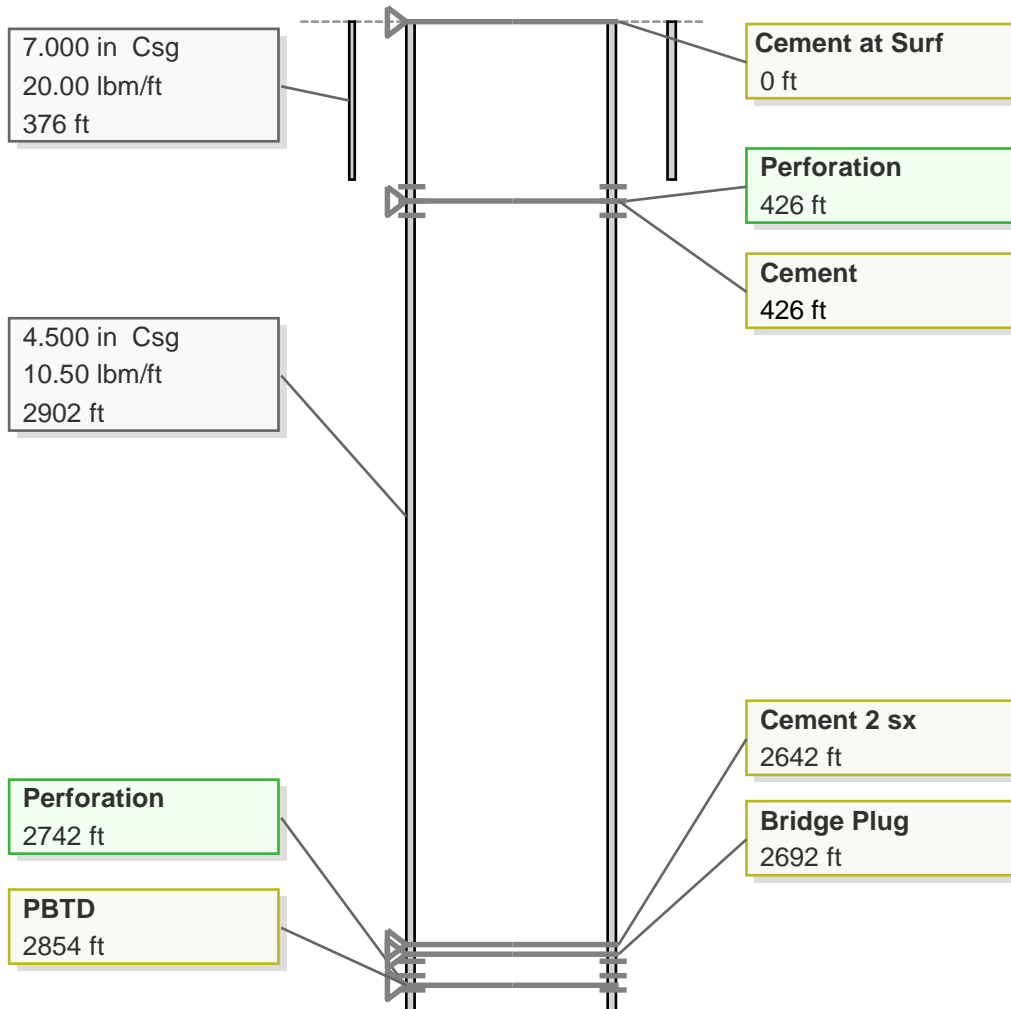 7.000 in  Csg
20.00 lbm/ft
376 ft
Cement at Surf
0 ft
Perforation
426 ft
Cement
426 ft
4.500 in  Csg
10.50 lbm/ft
2902 ft
Cement 2 sx
2642 ft
Perforation
2742 ft
Bridge Plug
2692 ft
PBTD
2854 ft